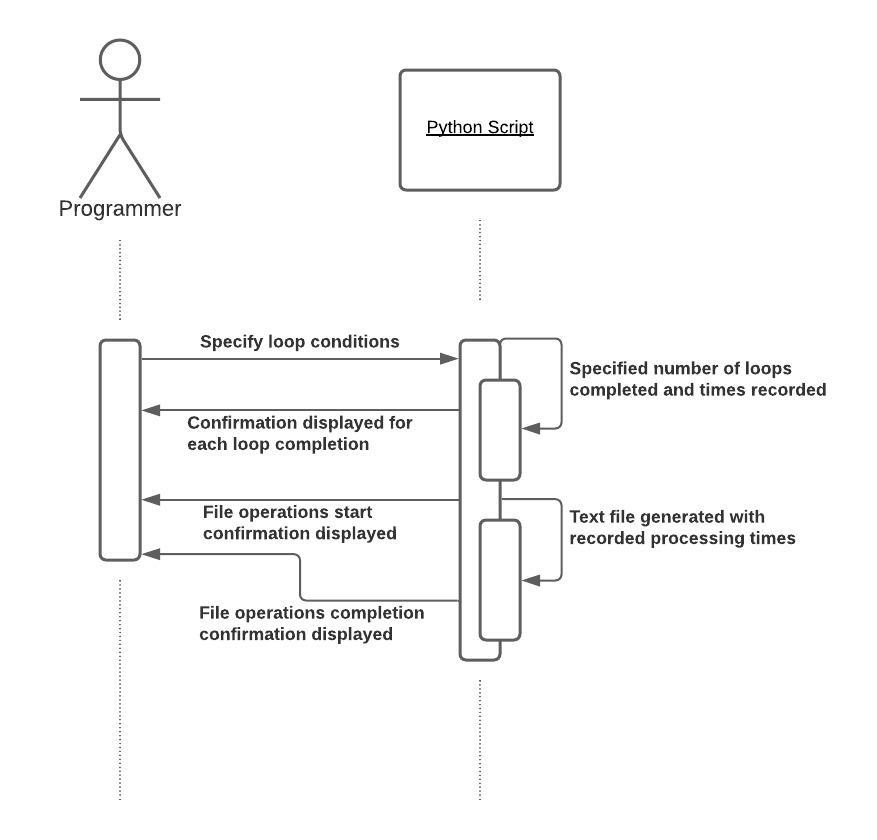 Python Script
Programmer
Specify loop conditions
Specified number of loops
completed and times recorded
Confirmation displayed for
each loop completion
File operations start
confirmation displayed
Text file generated with
recorded processing times
File operations completion
confirmation displayed